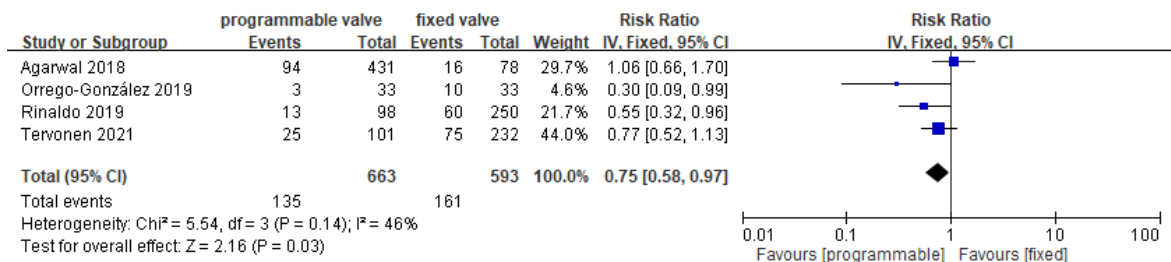 programmable valve fixed valve Risk Ratio Risk Ratio
Study or Subgroup Events Total Events Total Weight IV, Fixed, 95% CI IV, Fixed, 95% CI
Agarwal 2018 94 431 16 78 29.7% 1.06 [0.66, 1.70]
Orrego-González 2019 3 33 10 33 4.6% 0.30 [0.09, 0.99]
Rinaldo 2019 13 98 60 250 21.7% 0.55 [0.32, 0.96]
Tervonen 2021 25 101 75 232 44.0% 0.77 [0.52, 1.13]
Total (95% CI) 663 593 100.0% 0.75 [0.58, 0.97]
Total events 135 161
Heterogeneity: Chi² = 5.54, df = 3 (P = 0.14); I² = 46%
Test for overall effect: Z = 2.16 (P = 0.03)
0.01 0.1 1 10 100
Favours [programmable] Favours [fixed]